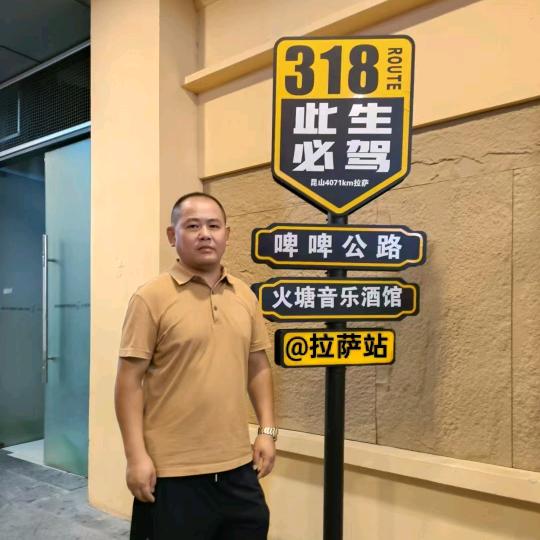 318
ROUTE
此生
必驾
昆山4071km拉萨
啤啤公路
火塘音乐酒馆
@拉萨站